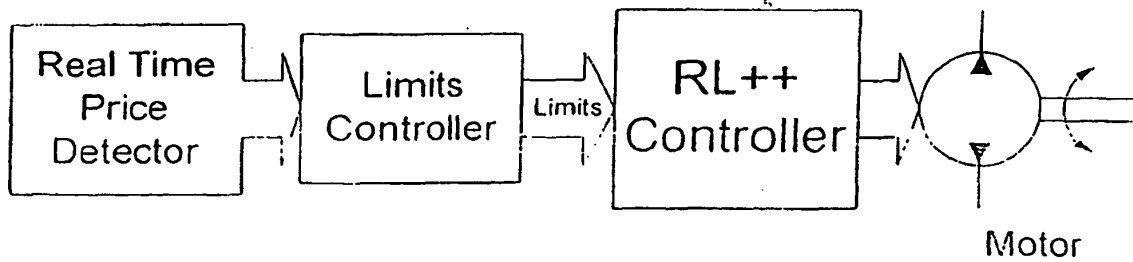 Real Time
Price
Detector
Limits
Controller
Limits
RL++
Controller
Motor